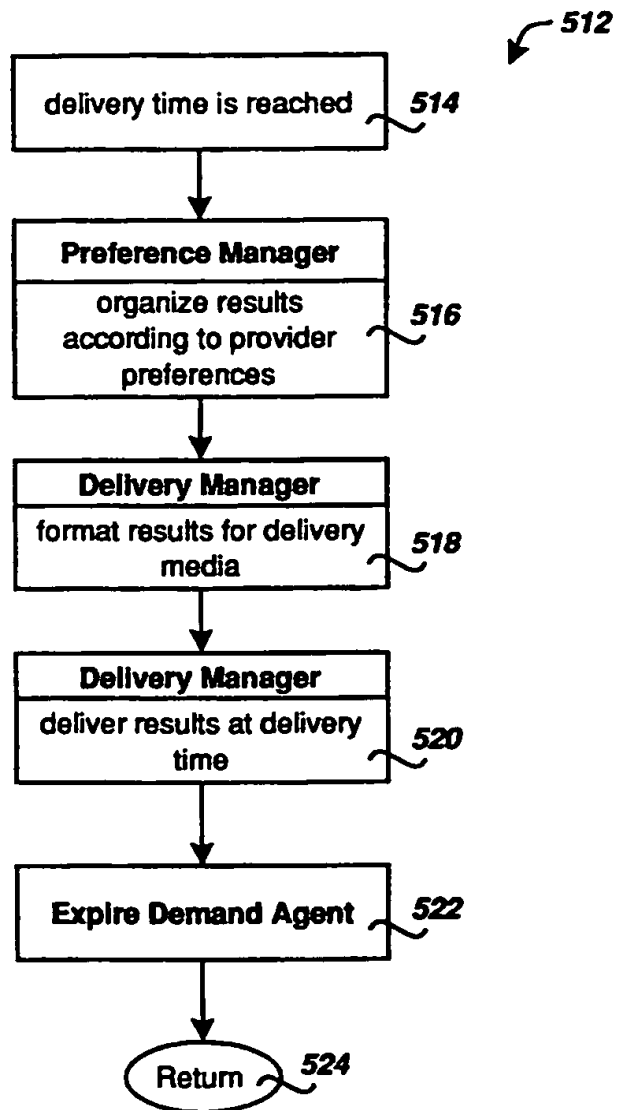 512
delivery time is reached
514
Preference Manager
organize results
according to provider
preferences
516
Delivery Manager
format results for delivery
media
518
Delivery Manager
deliver results at delivery
time
520
Expire Demand Agent
522
Return
524